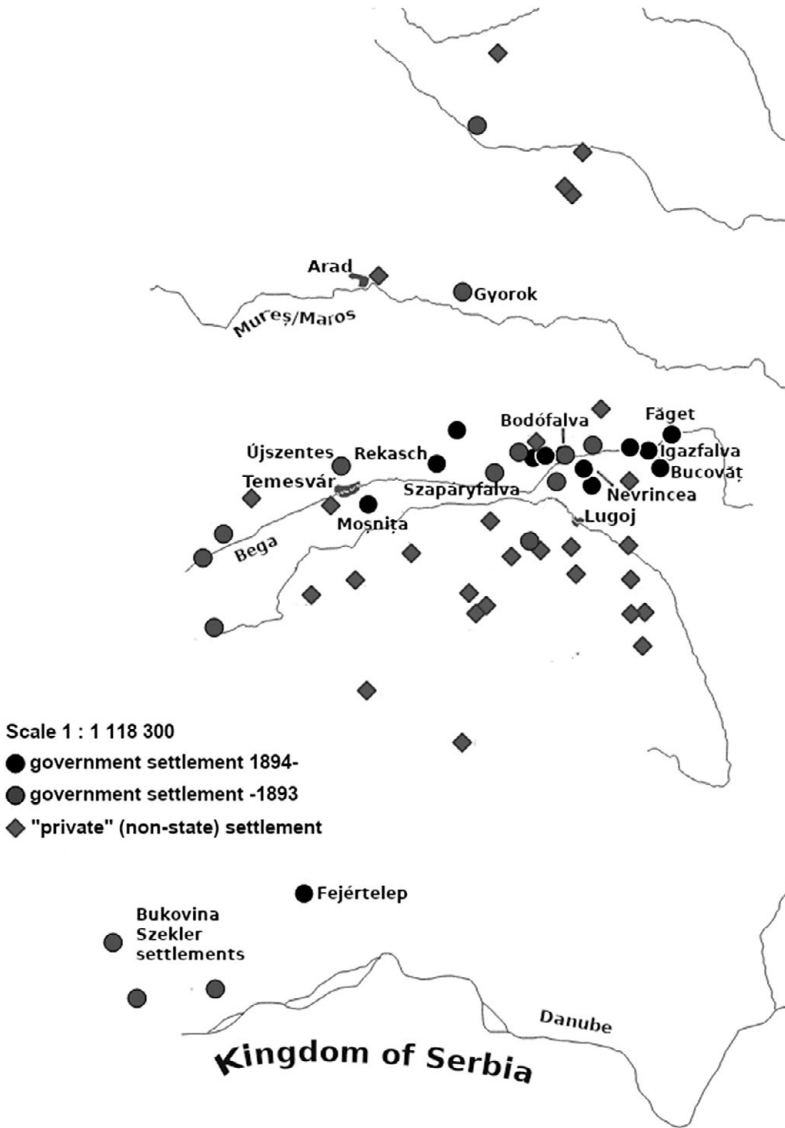 Arad
Gyorok
Mureș/Maros
Bodófalva
Făget
Újszentes
Rekasch
Igazfalva
Temesvár
Szapáryfalva
Bucovăț
Nevrincea
Moșnița
Lugoj
Bega
Scale 1 : 1 118 300
government settlement 1894-
government settlement -1893
"private" (non-state) settlement
Fejértelep
Bukovina
Szekler
settlements
Danube
Kingdom of Serbia